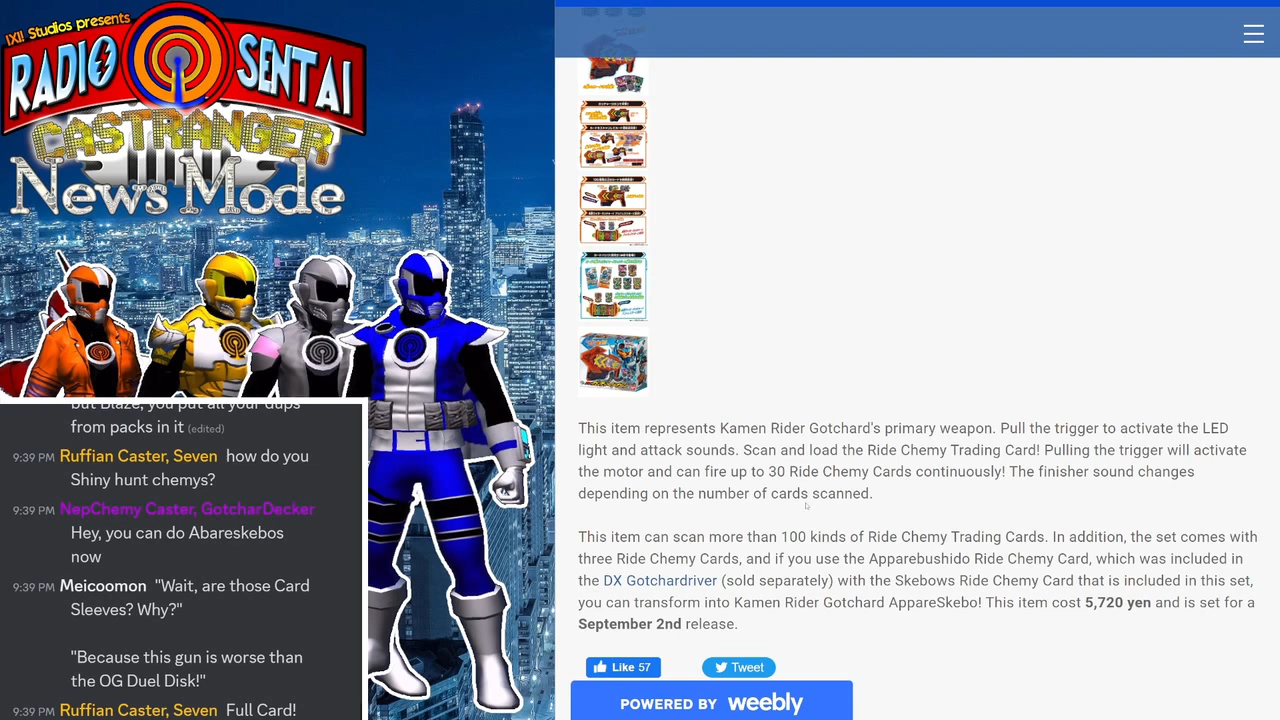 IXII Studios presents
RADIO SENTAI
CASTRANGER
News Mode
but Blaze, you put all your dups
from packs in it (edited)
9:39 PM Ruffian Caster, Seven how do you
Shiny hunt chemys?
9:39 PM NepChemy Caster, GotcharDecker
Hey, you can do Abareskebos
now
9:39 PM Meicoomon "Wait, are those Card
Sleeves? Why?"
"Because this gun is worse than
the OG Duel Disk!"
9:39 PM Ruffian Caster, Seven Full Card!
This item represents Kamen Rider Gotchard's primary weapon. Pull the trigger to activate the LED
light and attack sounds. Scan and load the Ride Chemy Trading Card! Pulling the trigger will activate
the motor and can fire up to 30 Ride Chemy Cards continuously! The finisher sound changes
depending on the number of cards scanned.
This item can scan more than 100 kinds of Ride Chemy Trading Cards. In addition, the set comes with
three Ride Chemy Cards, and if you use the Apparebushido Ride Chemy Card, which was included in
the DX Gotchardriver (sold separately) with the Skebows Ride Chemy Card that is included in this set,
you can transform into Kamen Rider Gotchard AppareSkebo! This item cost 5,720 yen and is set for a
September 2nd release.
Like 57
Tweet
POWERED BY weebly